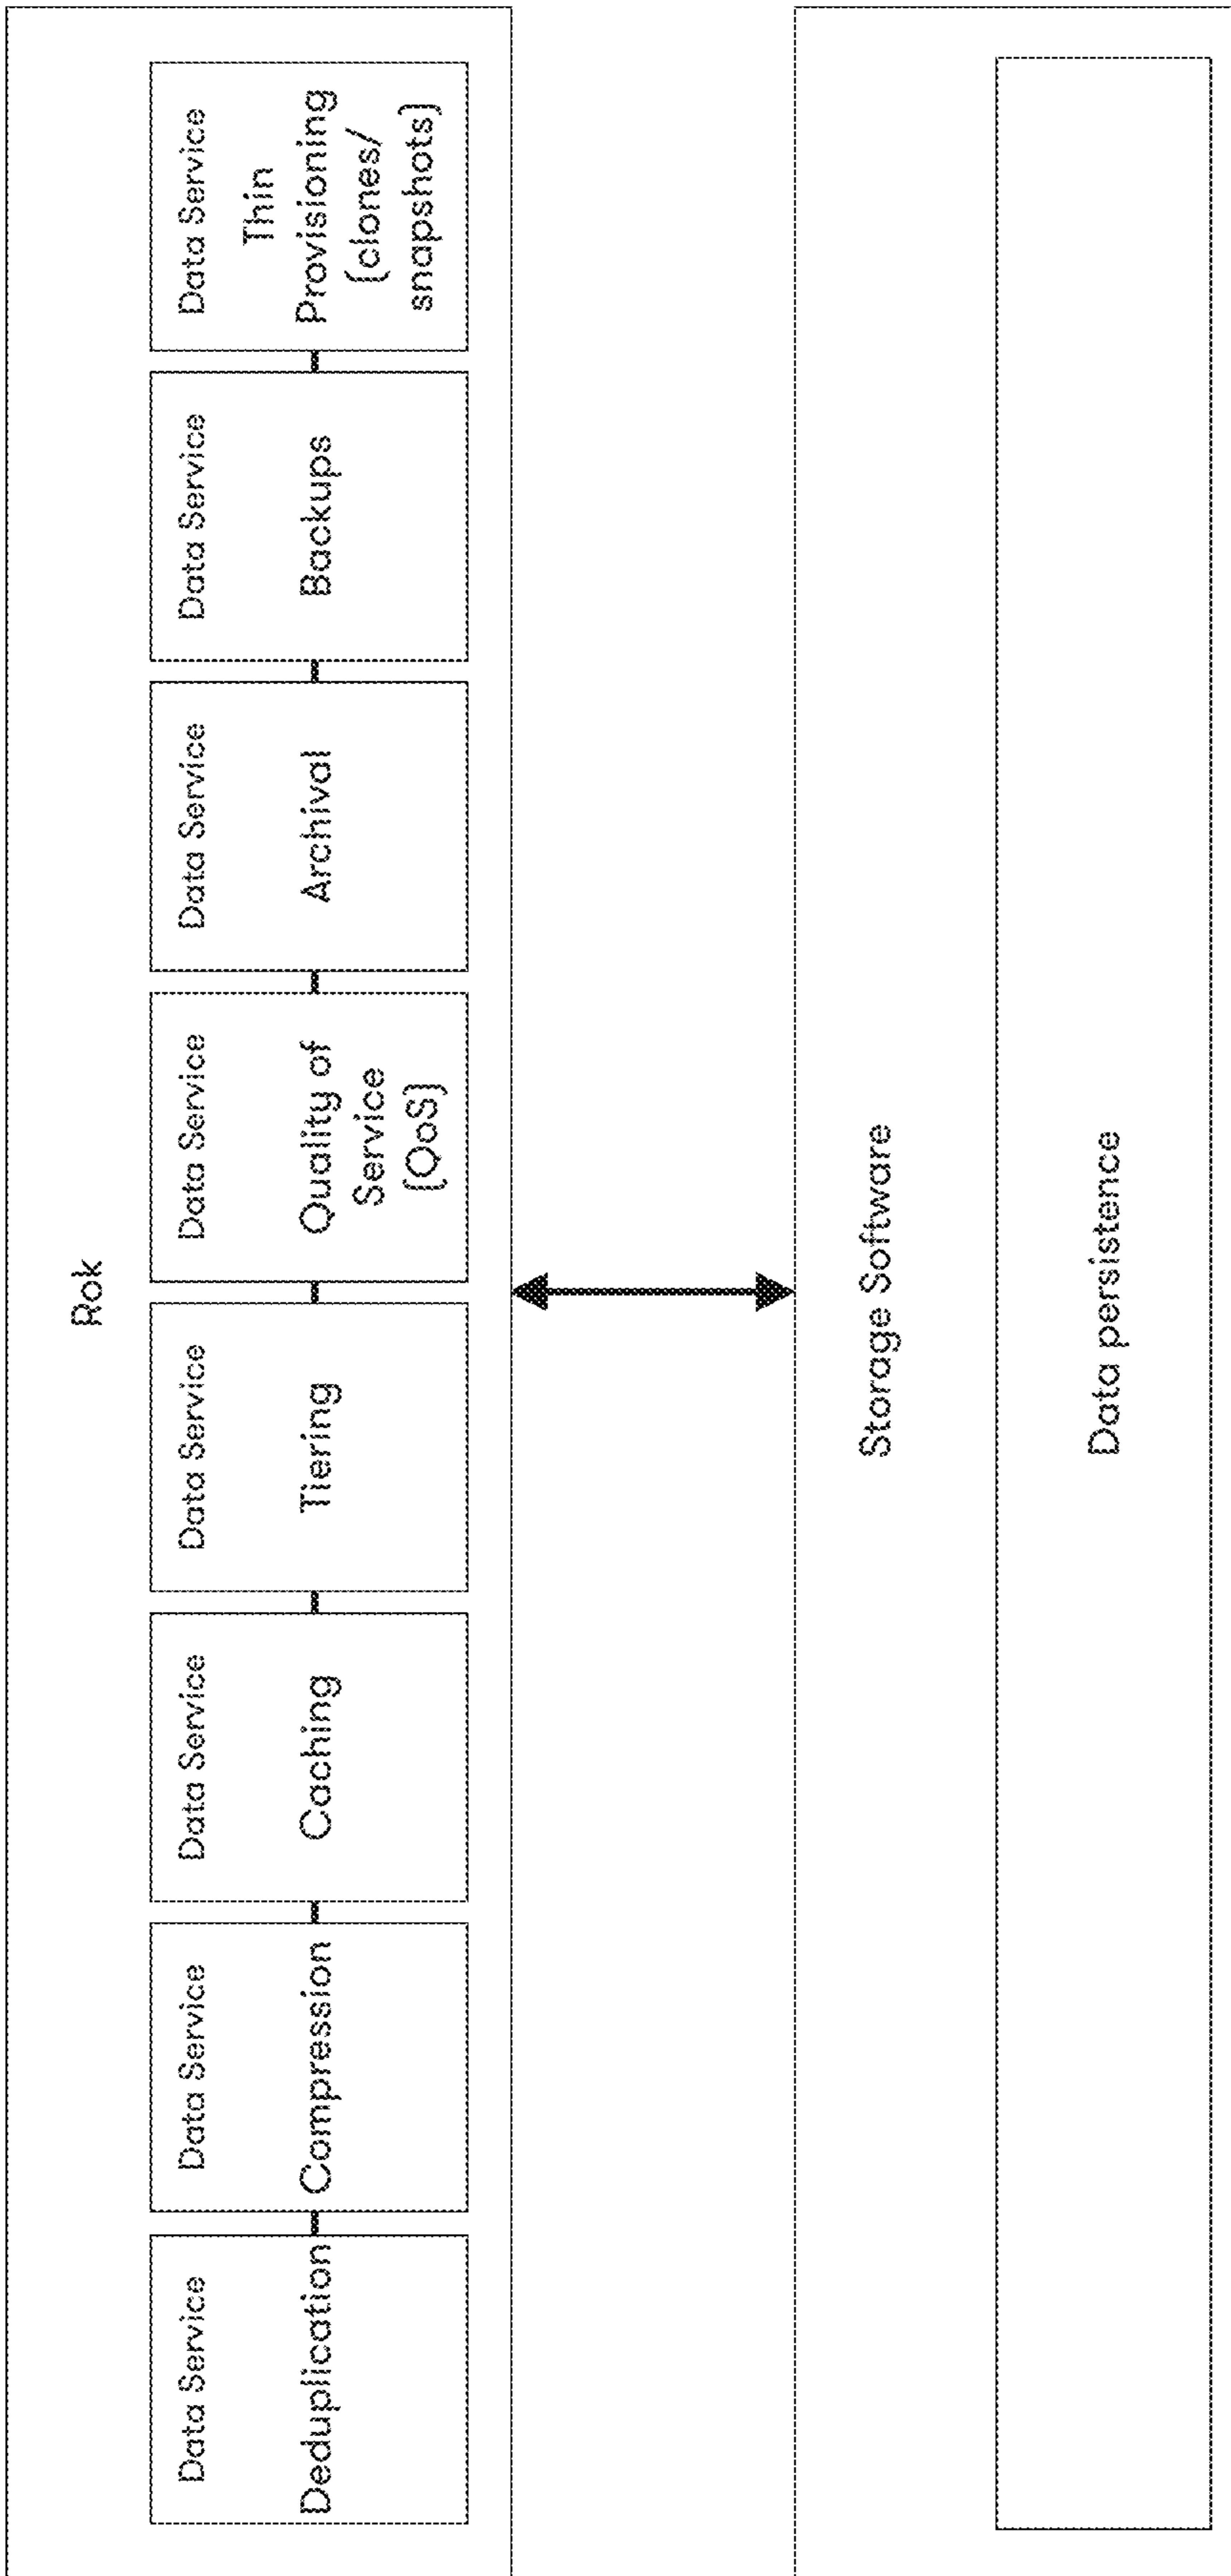 Rok
Data Service
Deduplication
Data Service
Compression
Data Service
Caching
Data Service
Tiering
Data Service
Quality of
Service
(QoS)
Data Service
Archival
Data Service
Backups
Data Service
Thin
Provisioning
(clones/
snapshots)
Storage Software
Data persistence